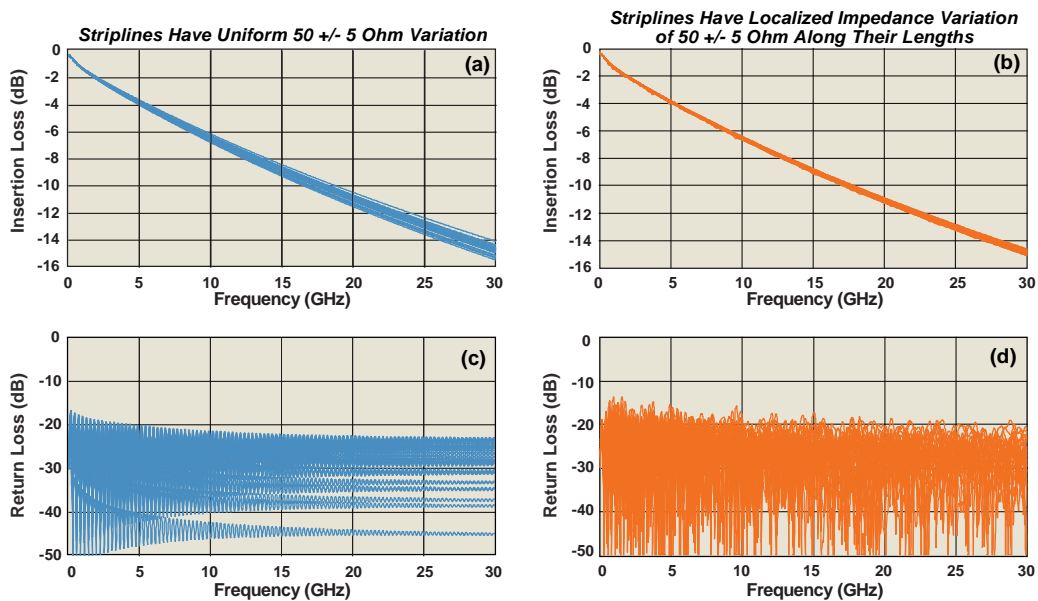 Striplines Have Uniform 50 +/- 5 Ohm Variation
(a)
Insertion Loss (dB)
0
-2
-4
-6
-8
-10
-12
-14
-16
0 5 10 15 20 25 30
Frequency (GHz)
Striplines Have Localized Impedance Variation
of 50 +/- 5 Ohm Along Their Lengths
(b)
Insertion Loss (dB)
0
-2
-4
-6
-8
-10
-12
-14
-16
0 5 10 15 20 25 30
Frequency (GHz)
(c)
Return Loss (dB)
0
-10
-20
-30
-40
-50
0 5 10 15 20 25 30
Frequency (GHz)
(d)
Return Loss (dB)
0
-10
-20
-30
-40
-50
0 5 10 15 20 25 30
Frequency (GHz)